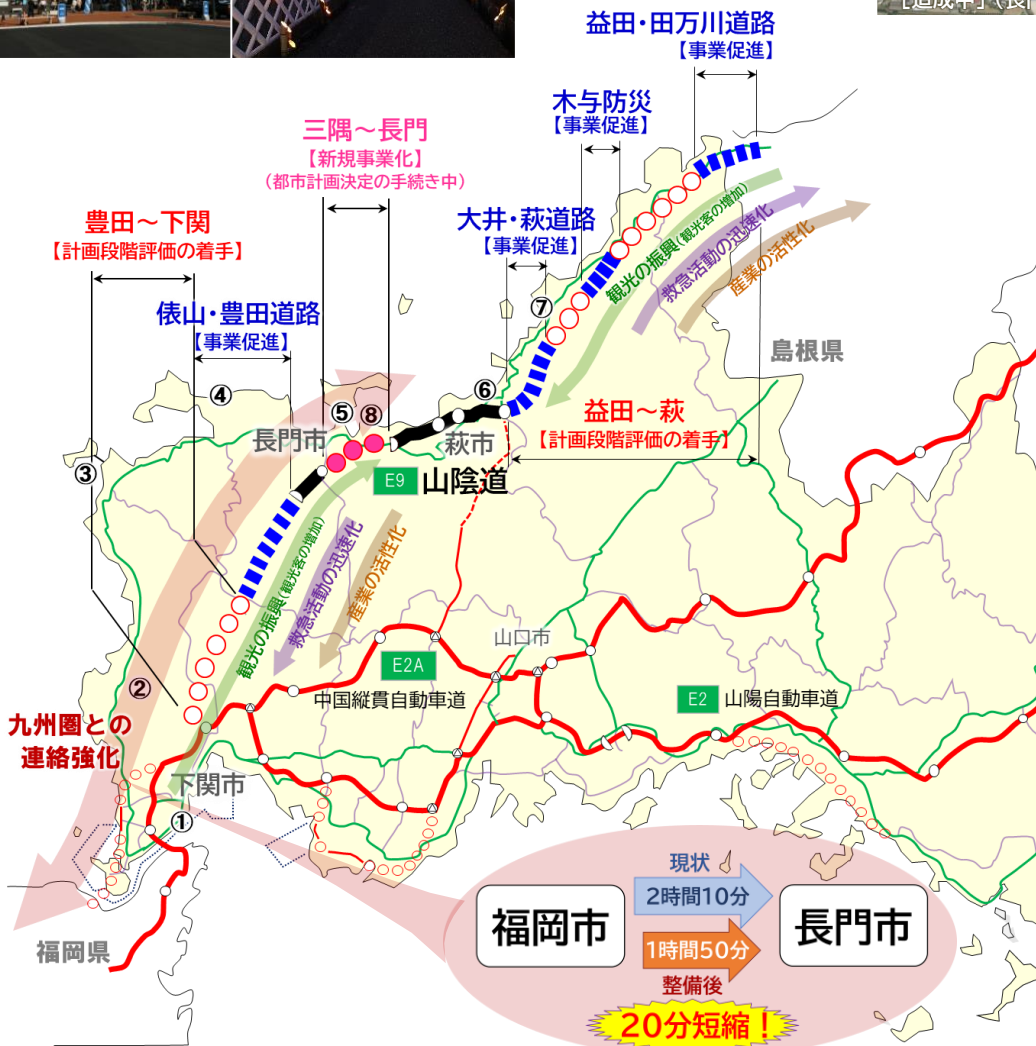 [造成中]
益田・田万川道路
【事業促進】
木与防災
【事業促進】
三隅～長門
【新規事業化】
(都市計画決定の手続き中)
大井・萩道路
【事業促進】
豊田～下関
【計画段階評価の着手】
俵山・豊田道路
【事業促進】
観光の振興(観光客の増加)
救急活動の迅速化
産業の活性化
⑦
島根県
④
⑥
⑤
⑧
長門市
萩市
益田～萩
【計画段階評価の着手】
③
E9 山陰道
観光の振興(観光客の増加)
救急活動の迅速化
産業の活性化
山口市
E2A
中国縦貫自動車道
②
E2 山陽自動車道
九州圏との
連絡強化
下関市
①
福岡県
現状
2時間10分
福岡市
長門市
1時間50分
整備後
20分短縮！